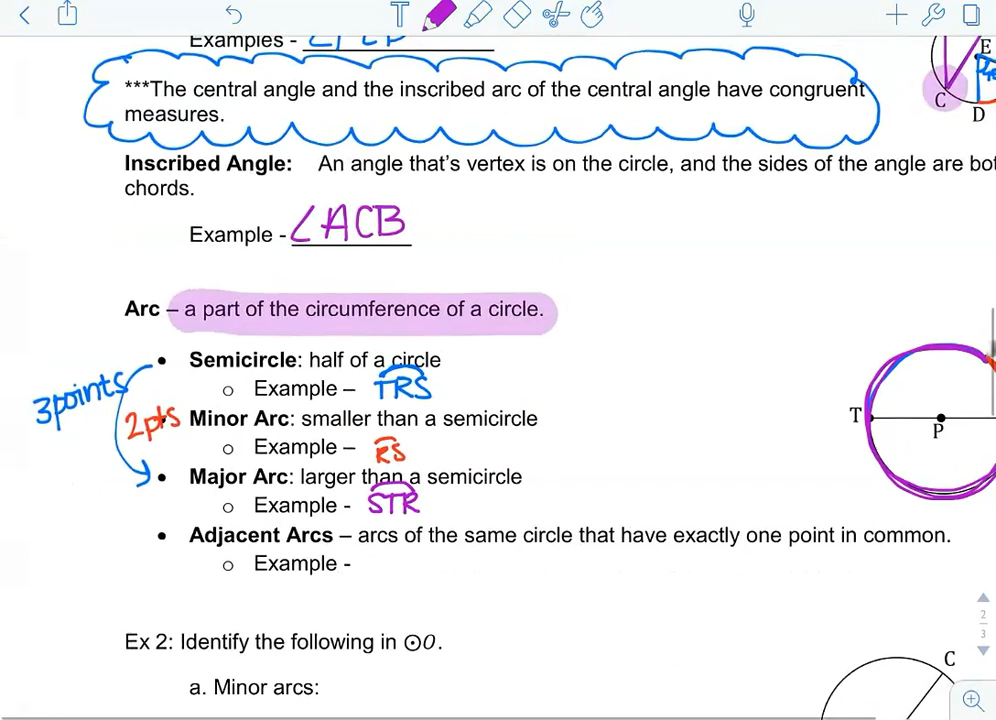 Examples -
***The central angle and the inscribed arc of the central angle have congruent
measures.
Inscribed Angle: An angle that's vertex is on the circle, and the sides of the angle are bot
chords.
Example - ∠ACB
Arc – a part of the circumference of a circle.
• Semicircle: half of a circle
o Example – TRS
3points
2pts
• Minor Arc: smaller than a semicircle
o Example – RS
• Major Arc: larger than a semicircle
o Example - STR
• Adjacent Arcs – arcs of the same circle that have exactly one point in common.
o Example -
Ex 2: Identify the following in ⊙O.
a. Minor arcs:
E
C
D
T
P
C
2
3
T